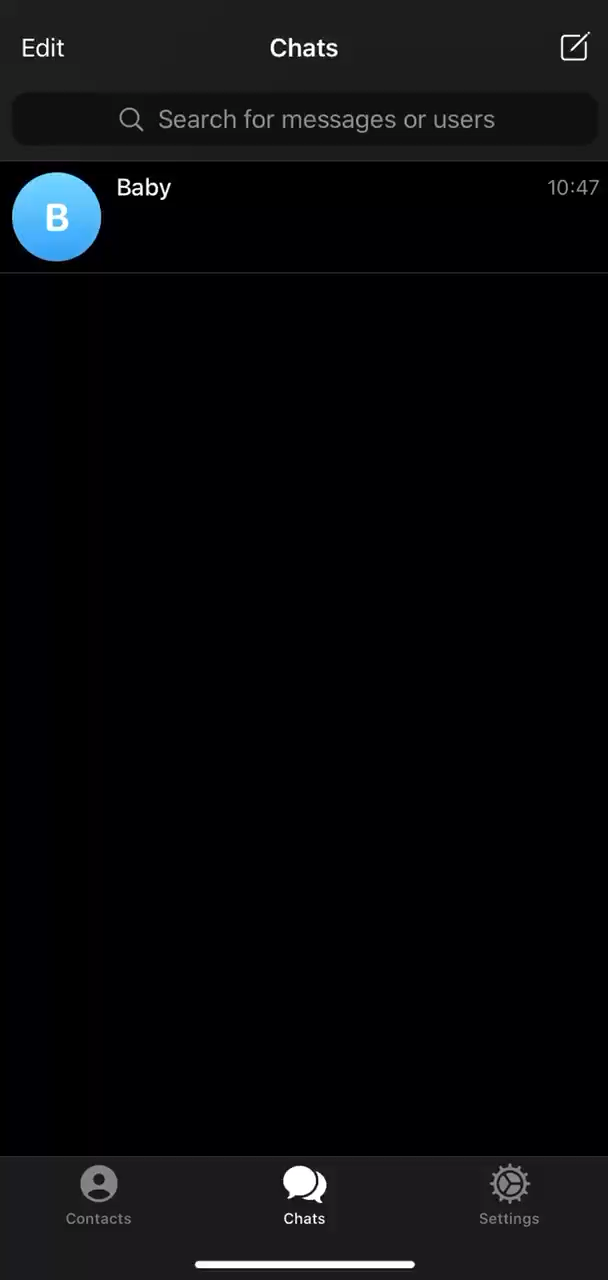 Edit
Chats
Search for messages or users
B
Baby
10:47
Contacts
Chats
Settings